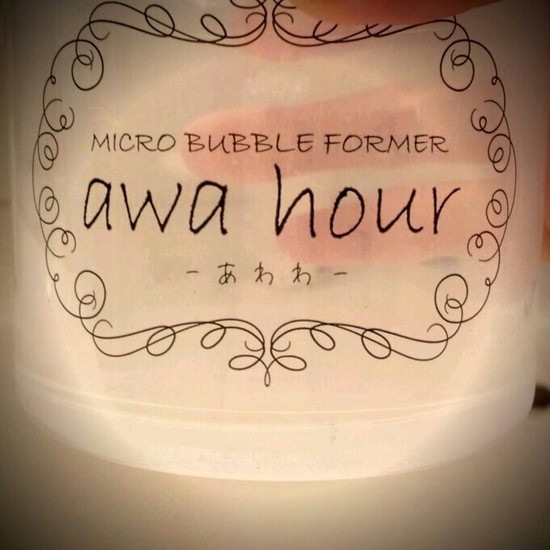 MICRO BUBBLE FORMER
awa hour
- あわわ -